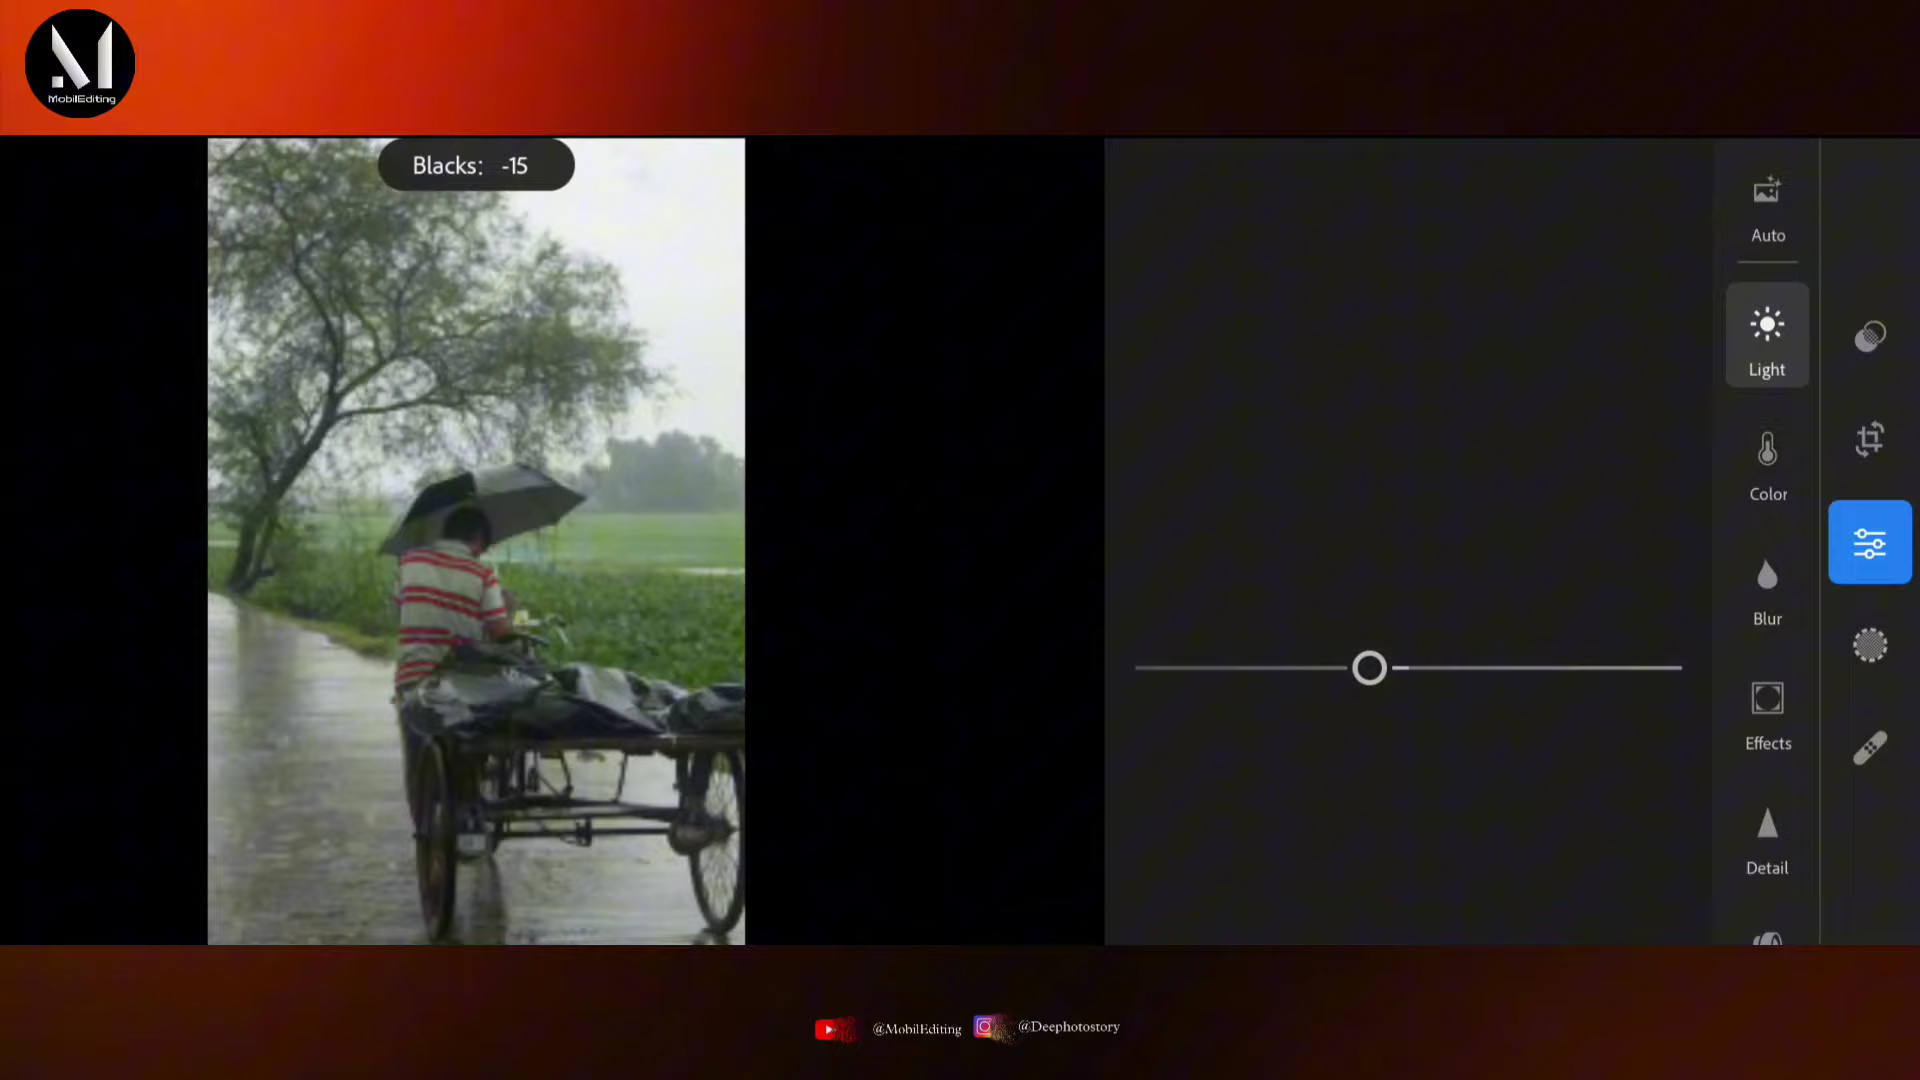 MobilEditing
Blacks: -15
Auto
Light
Color
Blur
Effects
Detail
@MobilEditing
@Deephotostory